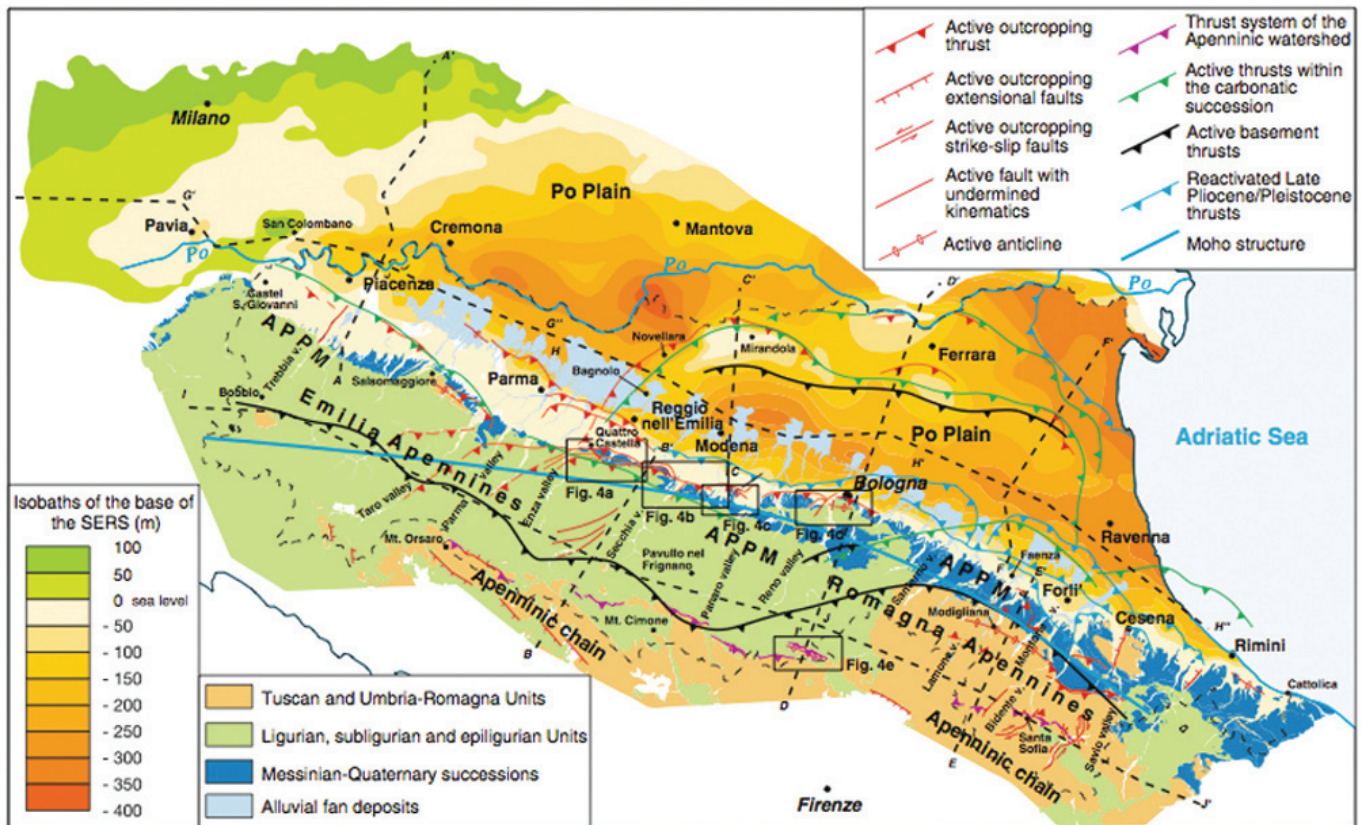 Active outcropping
thrust
Active outcropping
extensional faults
Active outcropping
strike-slip faults
Active fault with
undermined
kinematics
Active anticline
Thrust system of the
Apenninic watershed
Active thrusts within
the carbonatic
succession
Active basement
thrusts
Reactivated Late
Pliocene/Pleistocene
thrusts
Moho structure
A'
Milano
Po Plain
G'
Pavia
San Colombano
Cremona
Mantova
Po
Po
Po
C'
D'
Castel
S. Giovanni
Piacenza
G''
H
Novellara
Mirandola
Ferrara
F'
APPM
Trebbia v.
A
Salsomaggiore
Parma
Bagnolo
Bobbio
I
Emilia Apennines
Reggio
nell'Emilia
Quattro
Castella
Modena
Po Plain
Adriatic Sea
B'
C
H'
Bologna
Fig. 4a
Fig. 4b
Fig. 4c
Fig. 4d
Taro valley
Parma valley
Enza valley
Secchia v.
APPM
Ravenna
Mt. Orsaro
Pavullo nel
Frignano
Panaro valley
Reno valley
Romagna Apennines
APPM
Faenza
F
Forli'
Modigliana
Cesena
H''
Rimini
Apenninic chain
Mt. Cimone
Lamone v.
Montone v.
Cattolica
B
Fig. 4e
Bidente v.
Santa
Sofia
Savio valley
D
E
Apenninic chain
Firenze
Isobaths of the base of
the SERS (m)
100
50
0 sea level
- 50
- 100
- 150
- 200
- 250
- 300
- 350
- 400
Tuscan and Umbria-Romagna Units
Ligurian, subligurian and epiligurian Units
Messinian-Quaternary successions
Alluvial fan deposits